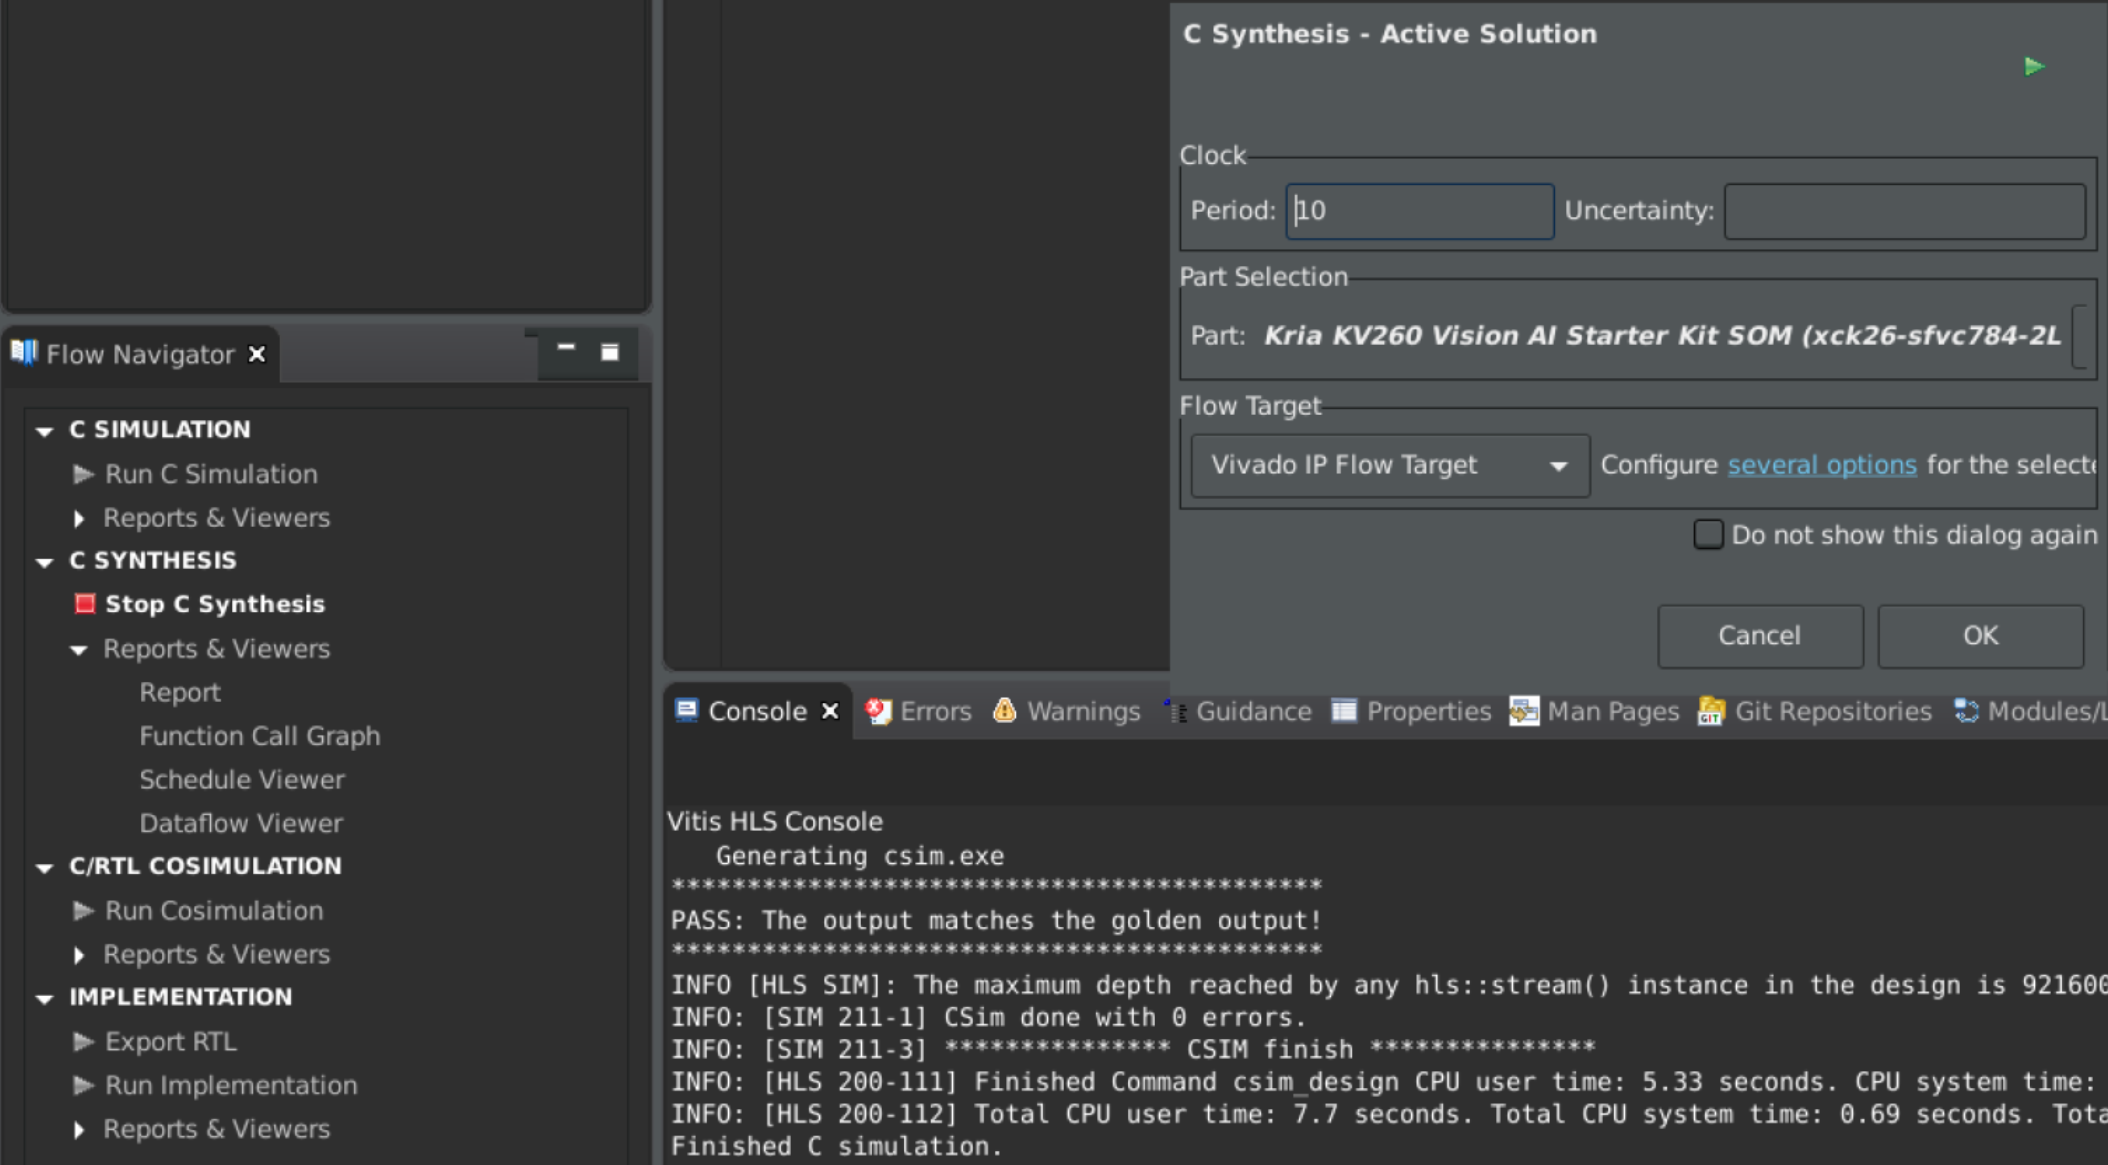 C Synthesis - Active Solution
Clock
Period: 10 Uncertainty:
Part Selection
Part: Kria KV260 Vision AI Starter Kit SOM (xck26-sfvc784-2L
Flow Target
Vivado IP Flow Target Configure several options for the selecte
Do not show this dialog again
Cancel OK
Flow Navigator
C SIMULATION
Run C Simulation
Reports & Viewers
C SYNTHESIS
Stop C Synthesis
Reports & Viewers
Report
Function Call Graph
Schedule Viewer
Dataflow Viewer
C/RTL COSIMULATION
Run Cosimulation
Reports & Viewers
IMPLEMENTATION
Export RTL
Run Implementation
Reports & Viewers
Console Errors Warnings Guidance Properties Man Pages Git Repositories Modules/L
Vitis HLS Console
Generating csim.exe
*******************************************
PASS: The output matches the golden output!
*******************************************
INFO [HLS SIM]: The maximum depth reached by any hls::stream() instance in the design is 921600
INFO: [SIM 211-1] CSim done with 0 errors.
INFO: [SIM 211-3] *************** CSIM finish ***************
INFO: [HLS 200-111] Finished Command csim_design CPU user time: 5.33 seconds. CPU system time:
INFO: [HLS 200-112] Total CPU user time: 7.7 seconds. Total CPU system time: 0.69 seconds. Tota
Finished C simulation.